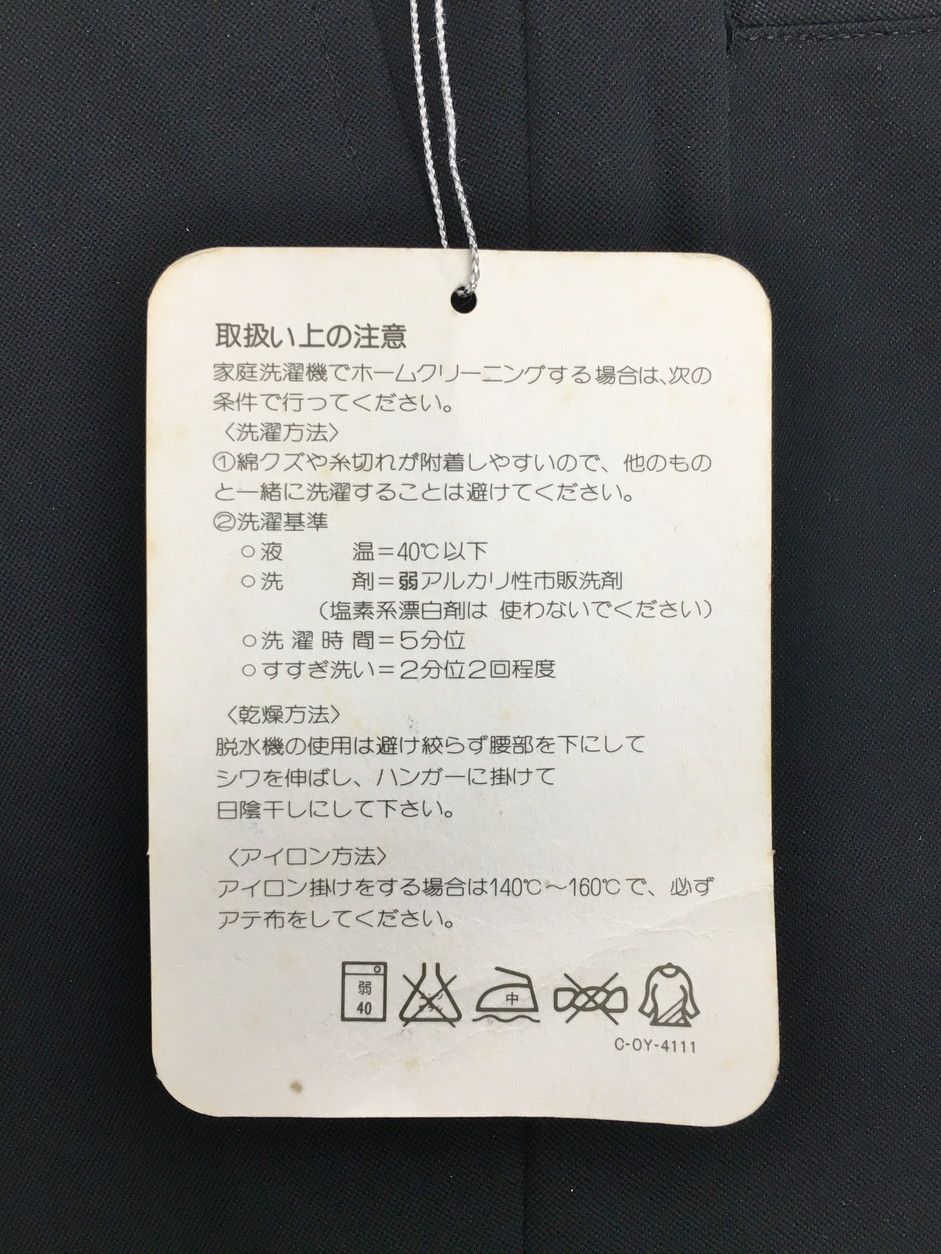 取扱い上の注意
家庭洗濯機でホームクリーニングする場合は、次の
条件で行ってください。
〈洗濯方法〉
①綿クズや糸切れが附着しやすいので、他のもの
と一緒に洗濯することは避けてください。
②洗濯基準
○液　　温＝40℃以下
○洗　　剤＝弱アルカリ性市販洗剤
（塩素系漂白剤は 使わないでください）
○洗濯時間＝5分位
○すすぎ洗い＝2分位2回程度
〈乾燥方法〉
脱水機の使用は避け絞らず腰部を下にして
シワを伸ばし、ハンガーに掛けて
日陰干しにして下さい。
〈アイロン方法〉
アイロン掛けをする場合は140℃～160℃で、必ず
アテ布をしてください。
弱
40
エンソ
サラシ
中
C-OY-4111